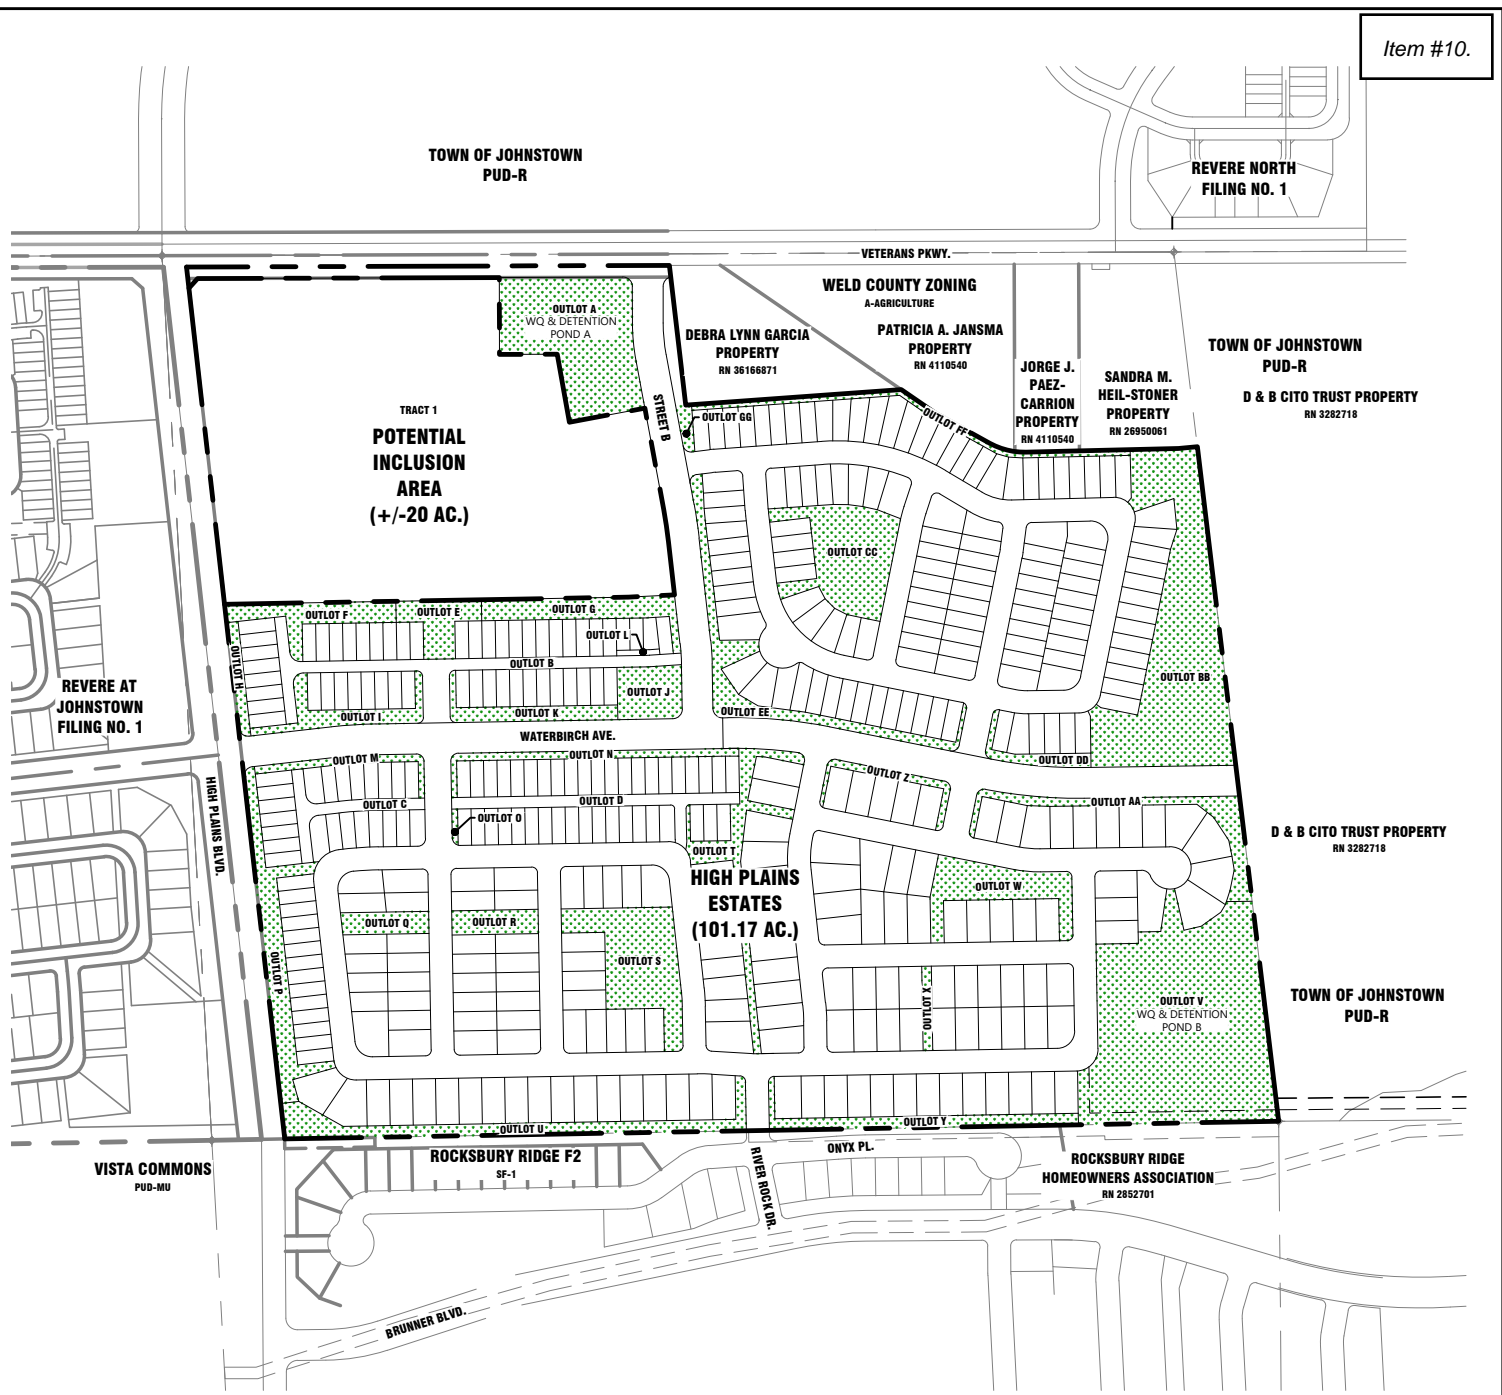 Item #10.
TOWN OF JOHNSTOWN
PUD-R
REVERE NORTH
FILING NO. 1
VETERANS PKWY.
WELD COUNTY ZONING
A-AGRICULTURE
OUTLOT A
WQ & DETENTION
POND A
DEBRA LYNN GARCIA
PROPERTY
RN 36166871
PATRICIA A. JANSMA
PROPERTY
RN 4110540
JORGE J.
PAEZ-
CARRION
PROPERTY
RN 4110540
SANDRA M.
HEIL-STONER
PROPERTY
RN 26950061
TOWN OF JOHNSTOWN
PUD-R
D & B CITO TRUST PROPERTY
RN 3282718
TRACT 1
POTENTIAL
INCLUSION
AREA
(+/-20 AC.)
STREET B
OUTLOT GG
OUTLOT FF
OUTLOT CC
OUTLOT F
OUTLOT E
OUTLOT G
OUTLOT L
OUTLOT H
OUTLOT B
OUTLOT J
OUTLOT BB
REVERE AT
JOHNSTOWN
FILING NO. 1
OUTLOT I
OUTLOT K
OUTLOT EE
WATERBIRCH AVE.
OUTLOT M
OUTLOT N
OUTLOT DD
OUTLOT Z
HIGH PLAINS BLVD.
OUTLOT C
OUTLOT D
OUTLOT AA
OUTLOT O
D & B CITO TRUST PROPERTY
RN 3282718
OUTLOT T
HIGH PLAINS
ESTATES
(101.17 AC.)
OUTLOT W
OUTLOT Q
OUTLOT R
OUTLOT S
OUTLOT P
OUTLOT X
OUTLOT V
WQ & DETENTION
POND B
TOWN OF JOHNSTOWN
PUD-R
OUTLOT U
OUTLOT Y
VISTA COMMONS
PUD-MU
ROCKSBURY RIDGE F2
SF-1
RIVER ROCK DR.
ONYX PL.
ROCKSBURY RIDGE
HOMEOWNERS ASSOCIATION
RN 2852701
BRUNNER BLVD.